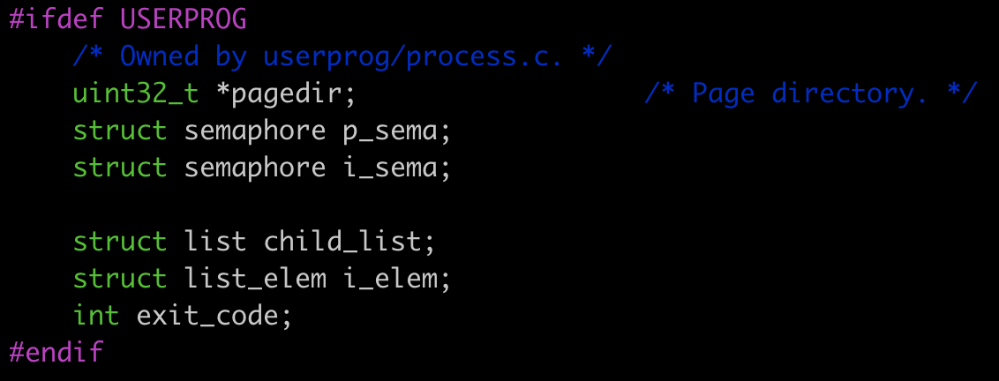 #ifdef USERPROG
    /* Owned by userprog/process.c. */
    uint32_t *pagedir;                  /* Page directory. */
    struct semaphore p_sema;
    struct semaphore i_sema;

    struct list child_list;
    struct list_elem i_elem;
    int exit_code;
#endif